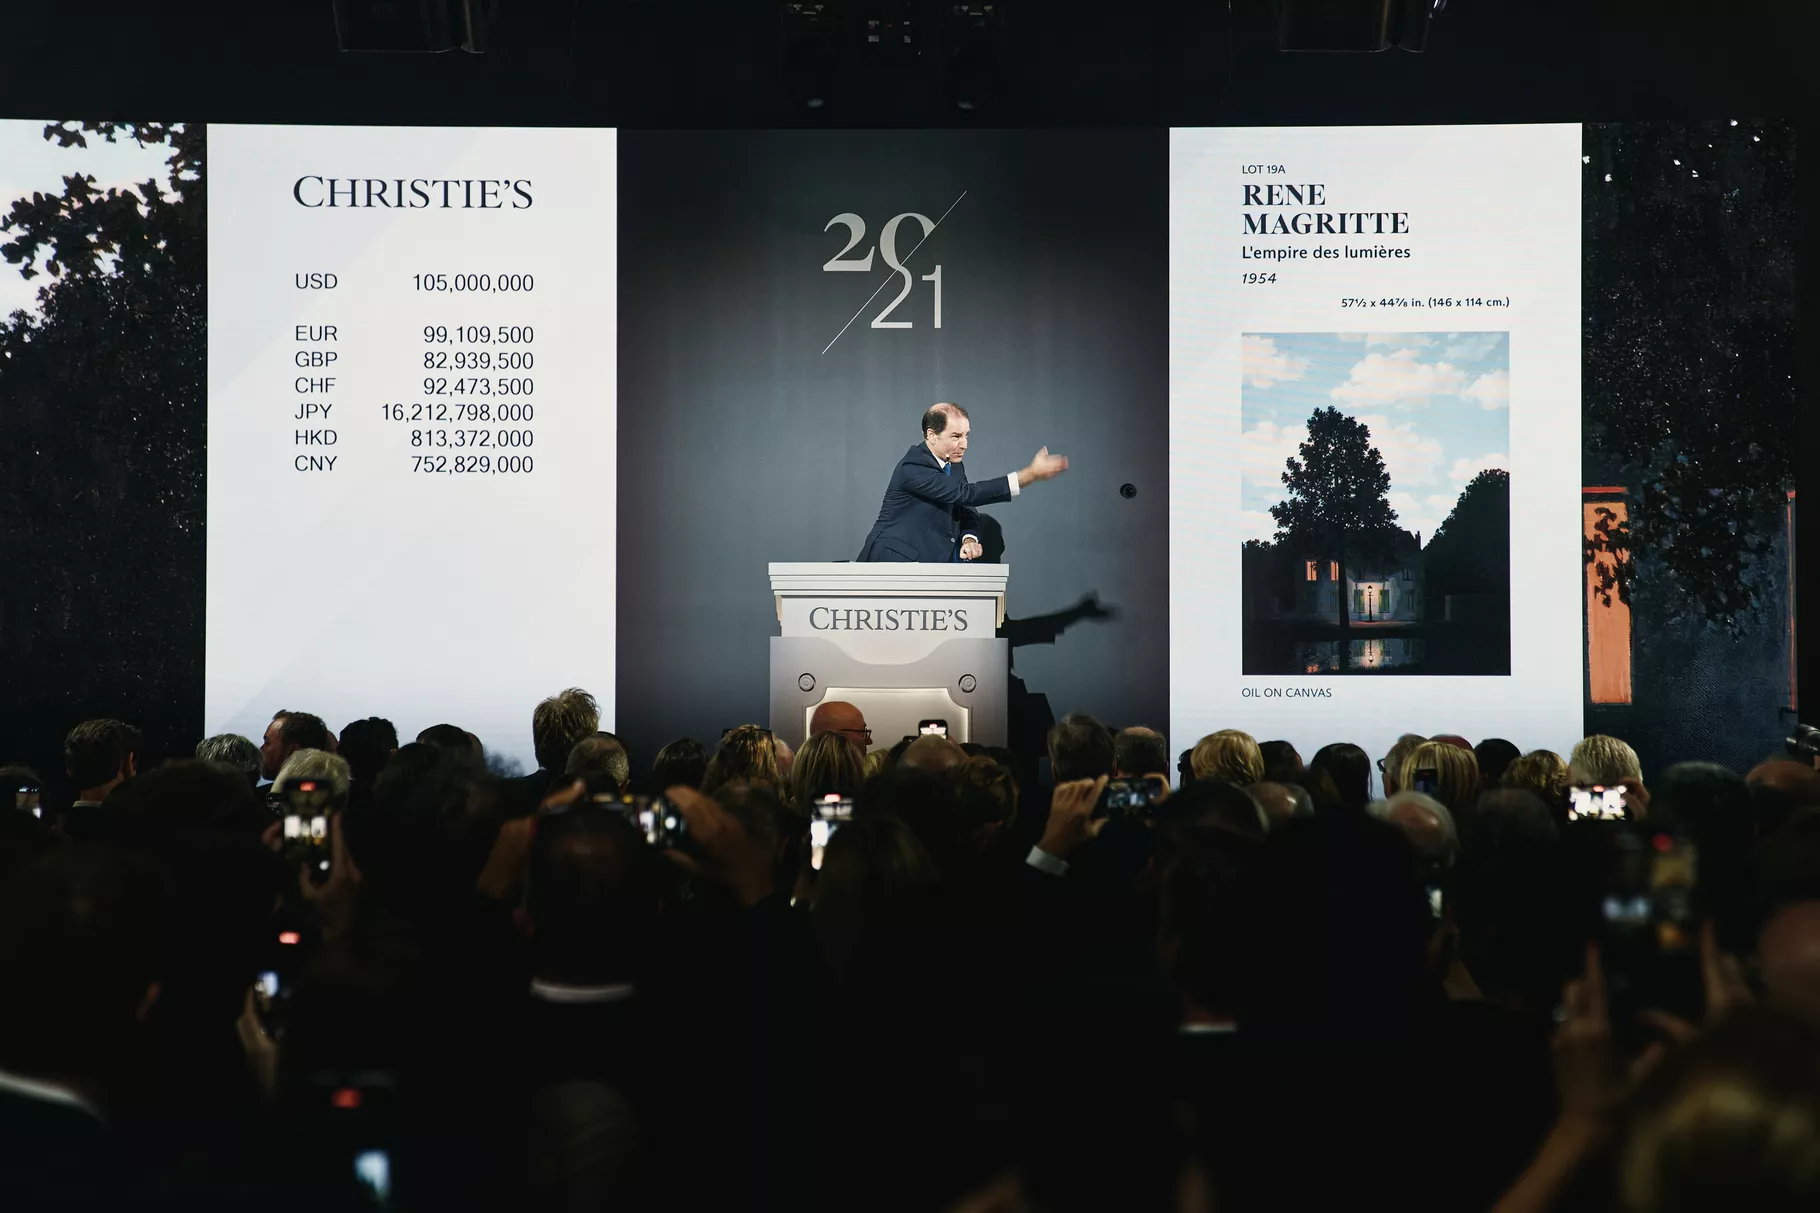 CHRISTIE'S
USD 105,000,000
EUR 99,109,500
GBP 82,939,500
CHF 92,473,500
JPY 16,212,798,000
HKD 813,372,000
CNY 752,829,000
20
21
CHRISTIE'S
LOT 19A
RENE
MAGRITTE
L'empire des lumières
1954
57½ x 44⅞ in. (146 x 114 cm.)
OIL ON CANVAS